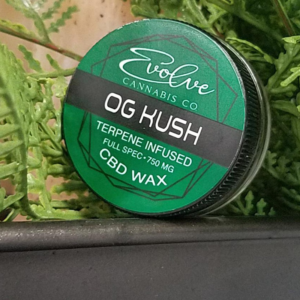 Evolve
CANNABIS CO
OG KUSH
TERPENE INFUSED
FULL SPEC • 750 MG
CBD WAX